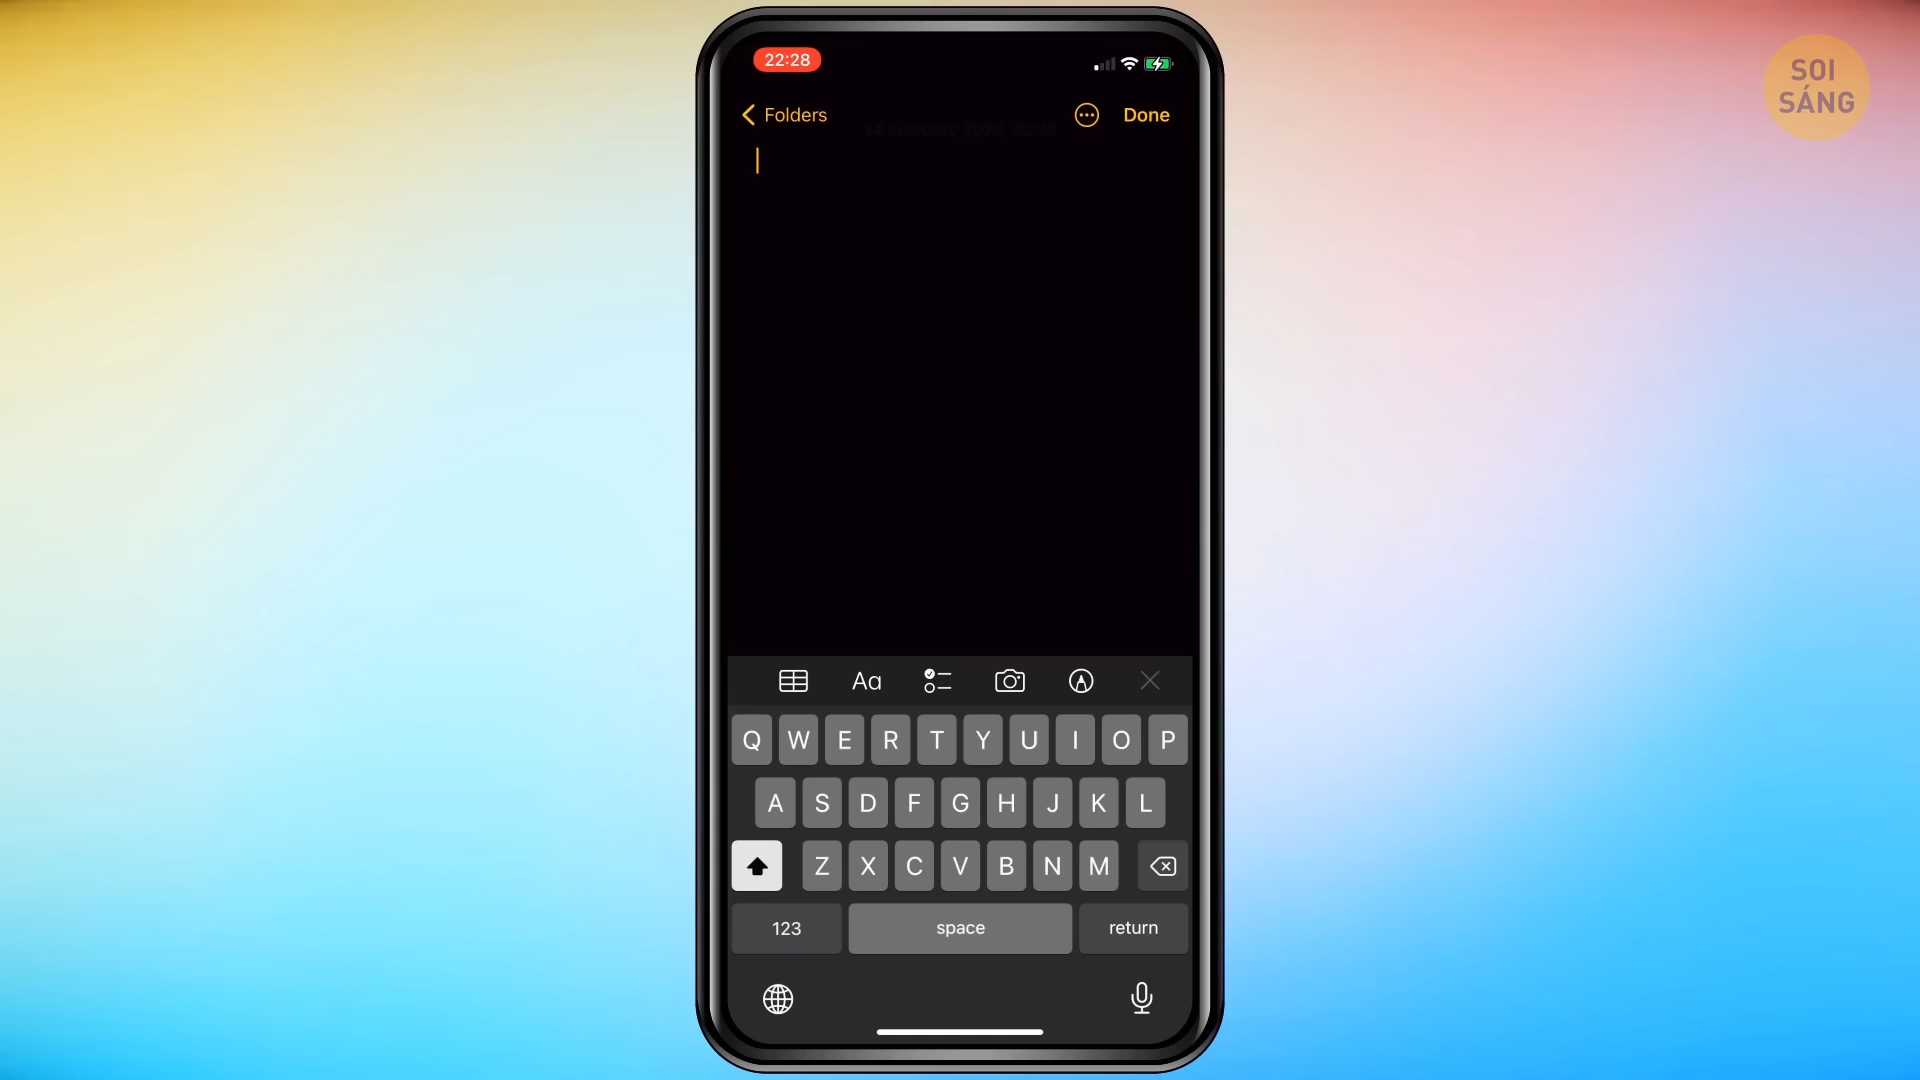 22:28
SOI
SÁNG
Folders
Done
Aa
Q W E R T Y U I O P
A S D F G H J K L
Z X C V B N M
123 space return